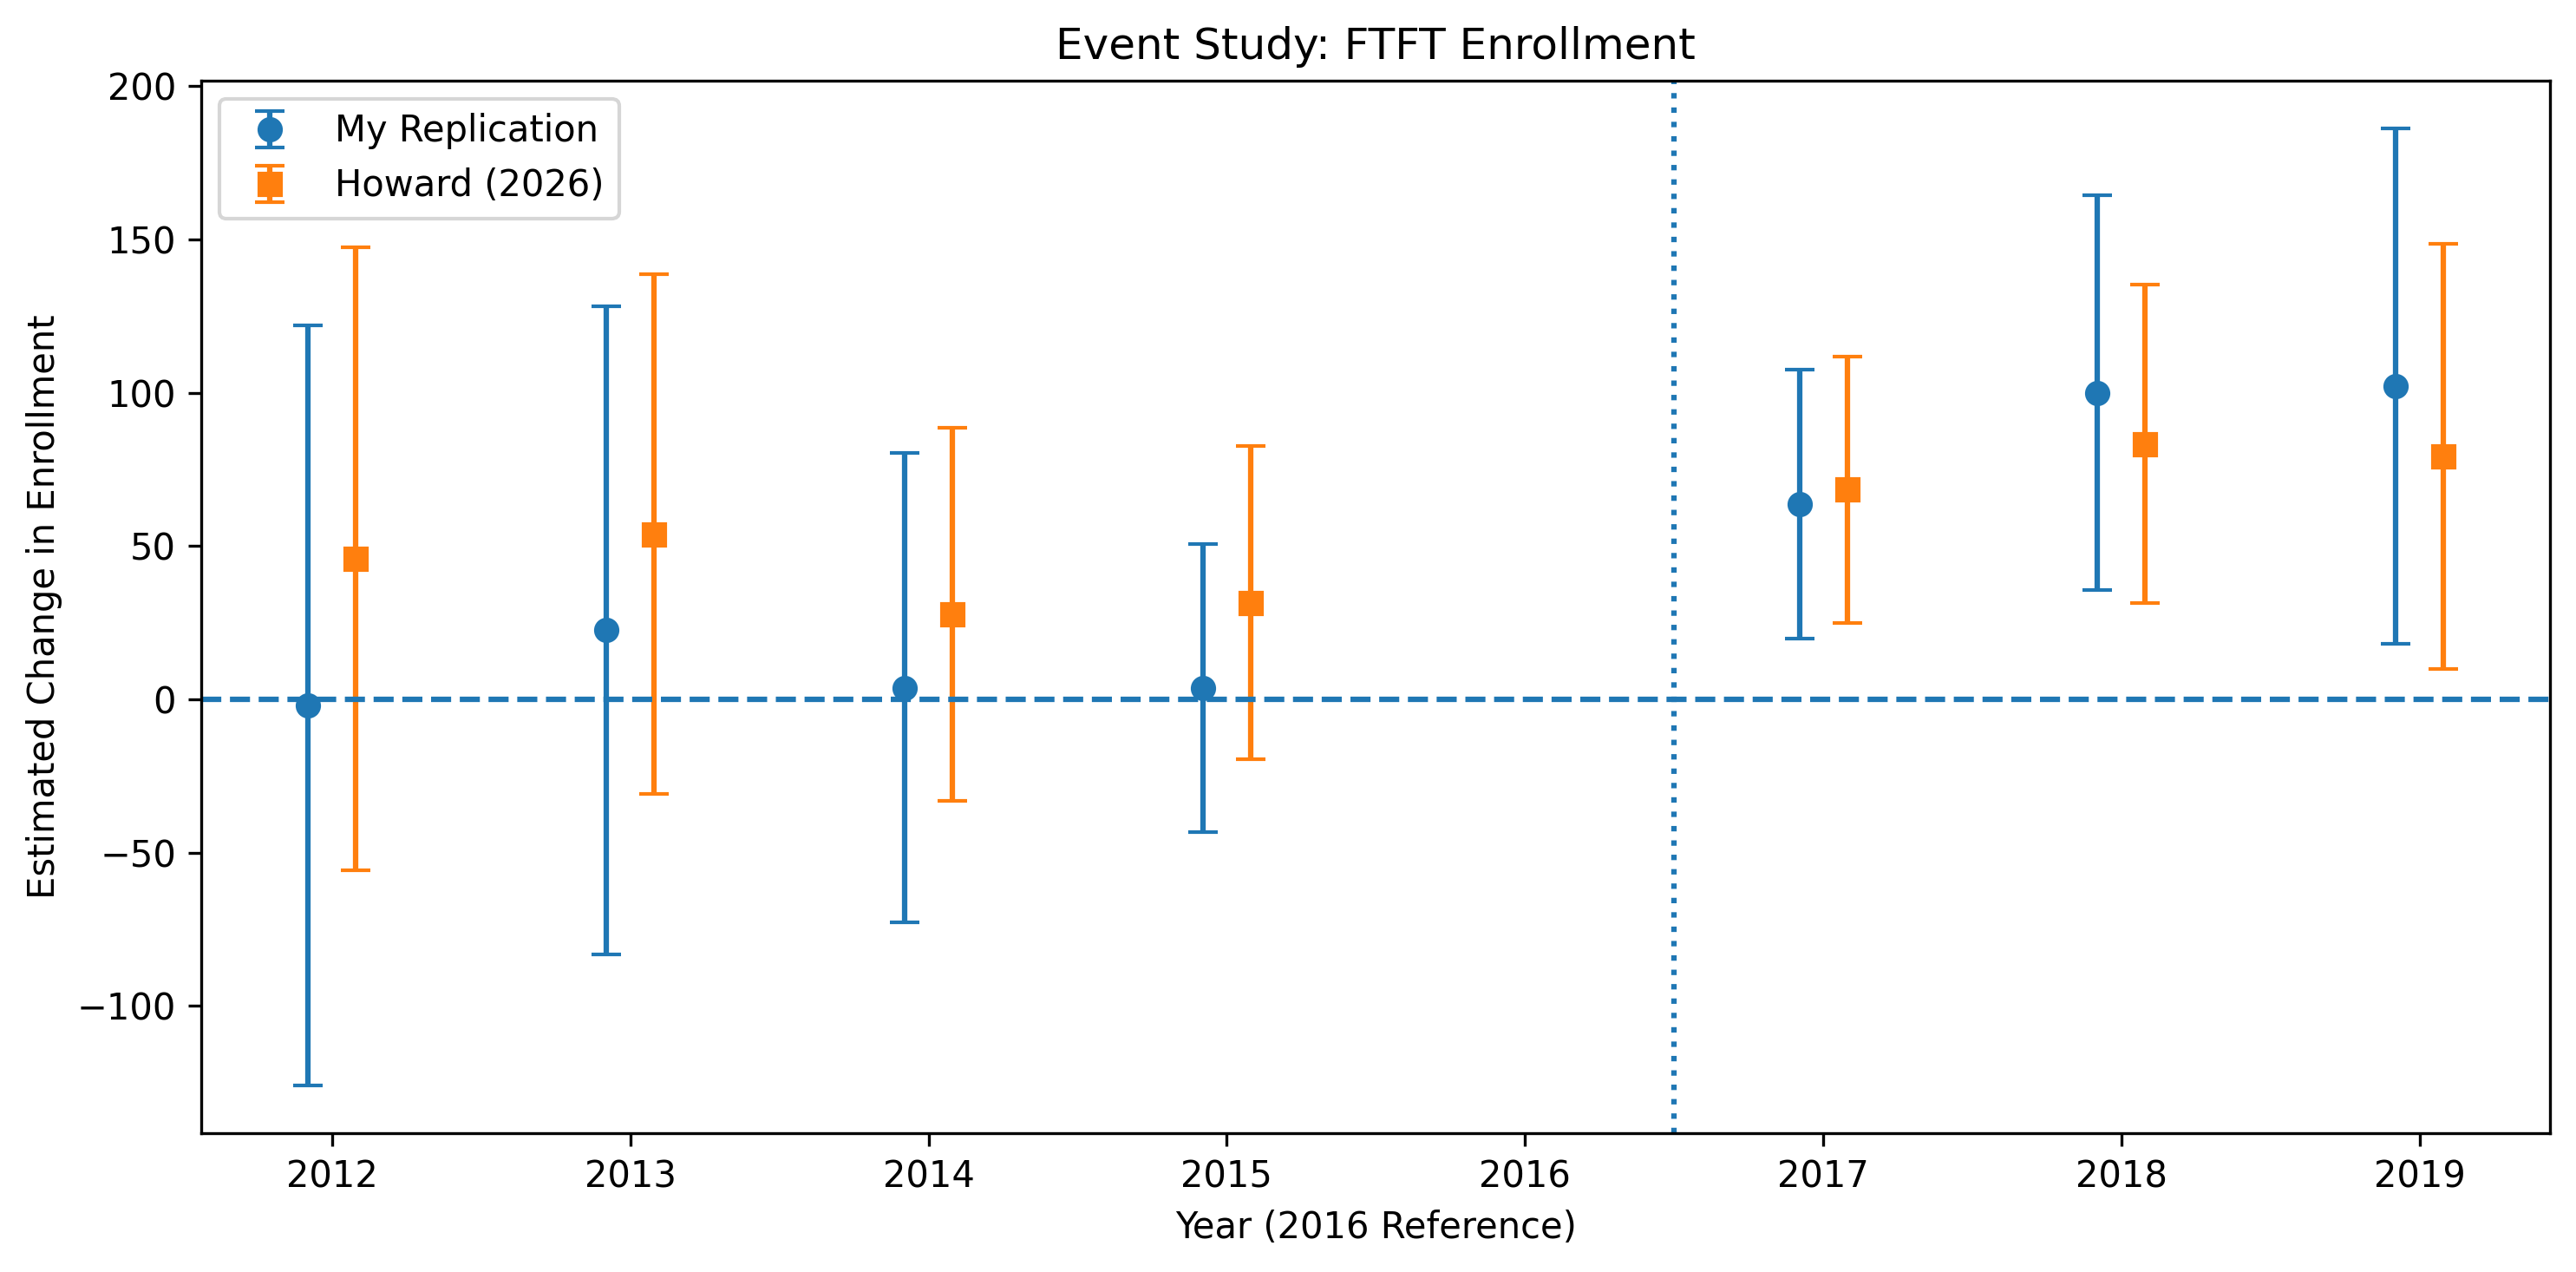 Event Study: FTFT Enrollment
My Replication
Howard (2026)
Estimated Change in Enrollment
200
150
100
50
0
−50
−100
2012 2013 2014 2015 2016 2017 2018 2019
Year (2016 Reference)